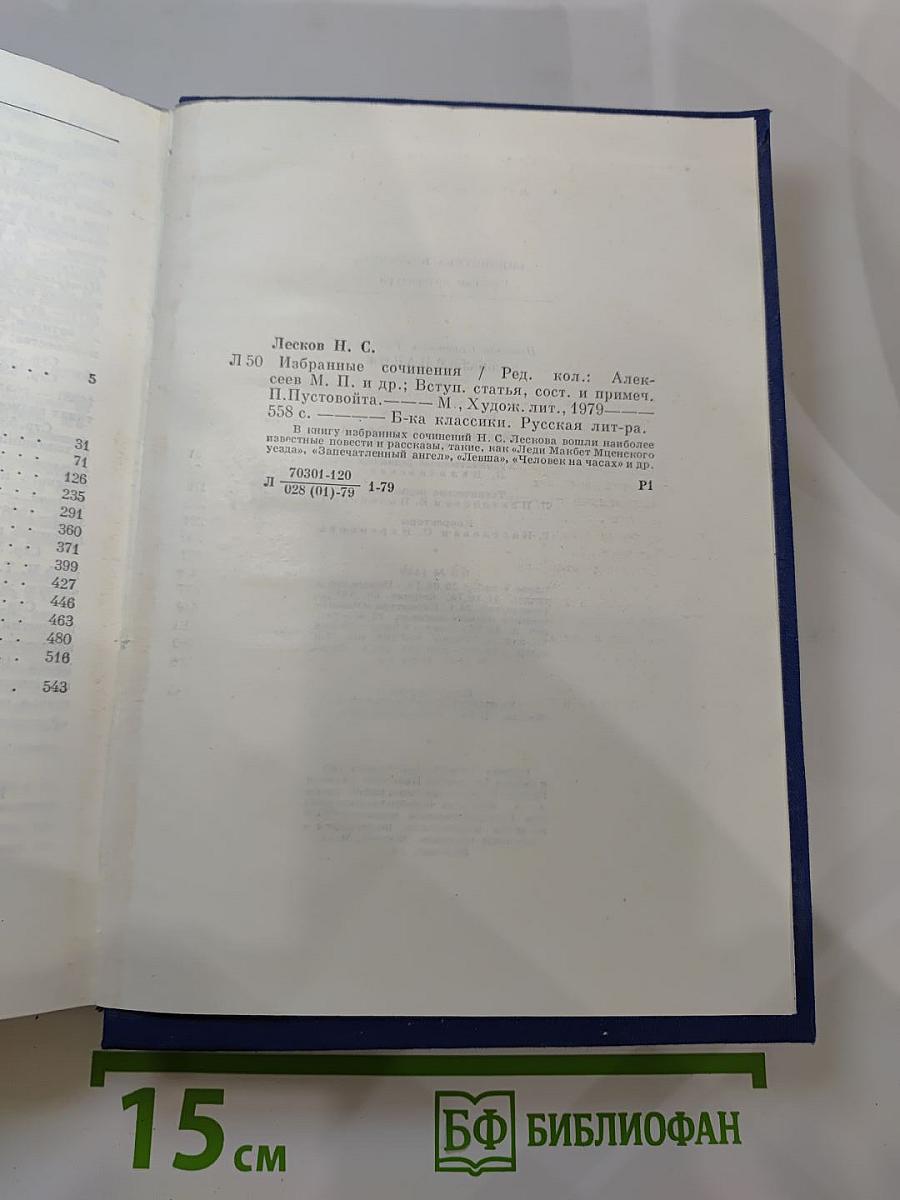 5
31
71
126
235
291
360
371
399
427
446
463
480
516
543
Лесков Н. С.
Л 50 Избранные сочинения / Ред. кол.: Алек-
сеев М. П. и др.; Вступ. статья, сост. и примеч.
П.Пустовойта.——— М., Худож. лит., 1979———
558 с. ———— Б-ка классики. Русская лит-ра.
В книгу избранных сочинений Н. С. Лескова вошли наиболее
известные повести и рассказы, такие, как «Леди Макбет Мценского
уезда», «Запечатленный ангел», «Левша», «Человек на часах» и др.
Л 70301-120
028 (01)-79 1-79 Р1
15 см
БФ БИБЛИОФАН